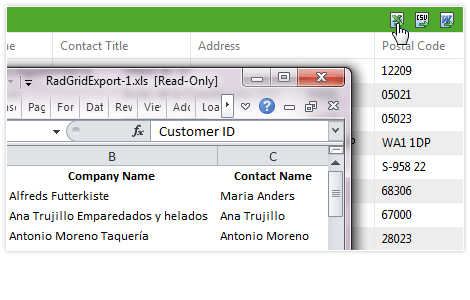 CSV
ne Contact Title Address Postal Code
RadGridExport-1.xls [Read-Only]
Pag For Dat Vie Ad Loa
fx Customer ID
B C
Company Name Contact Name
Alfreds Futterkiste Maria Anders
Ana Trujillo Emparedados y helados Ana Trujillo
Antonio Moreno Taquería Antonio Moreno
12209
05021
05023
WA1 1DP
S-958 22
68306
67000
28023